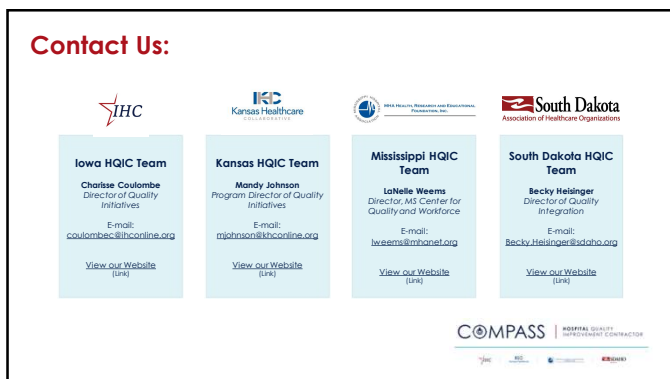 Contact Us:
IHC
KHC
Kansas Healthcare
COLLABORATIVE
MHA HEALTH, RESEARCH AND EDUCATIONAL
FOUNDATION, INC.
South Dakota
Association of Healthcare Organizations
Iowa HQIC Team
Charisse Coulombe
Director of Quality
Initiatives
E-mail:
coulombec@ihconline.org
View our Website
(Link)
Kansas HQIC Team
Mandy Johnson
Program Director of Quality
Initiatives
E-mail:
mjohnson@khconline.org
View our Website
(Link)
Mississippi HQIC
Team
LaNelle Weems
Director, MS Center for
Quality and Workforce
E-mail:
lweems@mhanet.org
View our Website
(Link)
South Dakota HQIC
Team
Becky Heisinger
Director of Quality
Integration
E-mail:
Becky.Heisinger@sdaho.org
View our Website
(Link)
COMPASS
HOSPITAL QUALITY
IMPROVEMENT CONTRACTOR
IHC
KHC